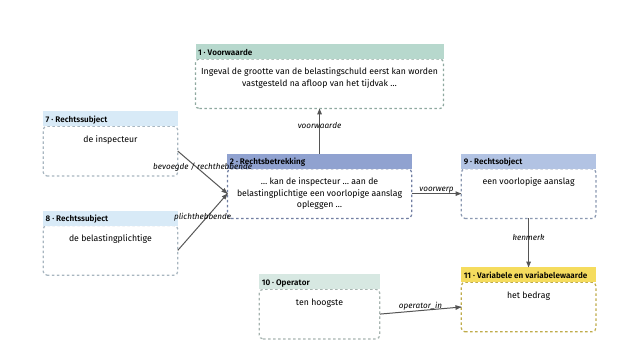 1 · Voorwaarde
Ingeval de grootte van de belastingschuld eerst kan worden
vastgesteld na afloop van het tijdvak ...
7 · Rechtssubject
de inspecteur
voorwaarde
bevoegde / rechthebbende
2 · Rechtsbetrekking
... kan de inspecteur ... aan de
belastingplichtige een voorlopige aanslag
opleggen ...
voorwerp
9 · Rechtsobject
een voorlopige aanslag
8 · Rechtssubject
de belastingplichtige
plichthebbende
kenmerk
10 · Operator
ten hoogste
operator_in
11 · Variabele en variabelewaarde
het bedrag